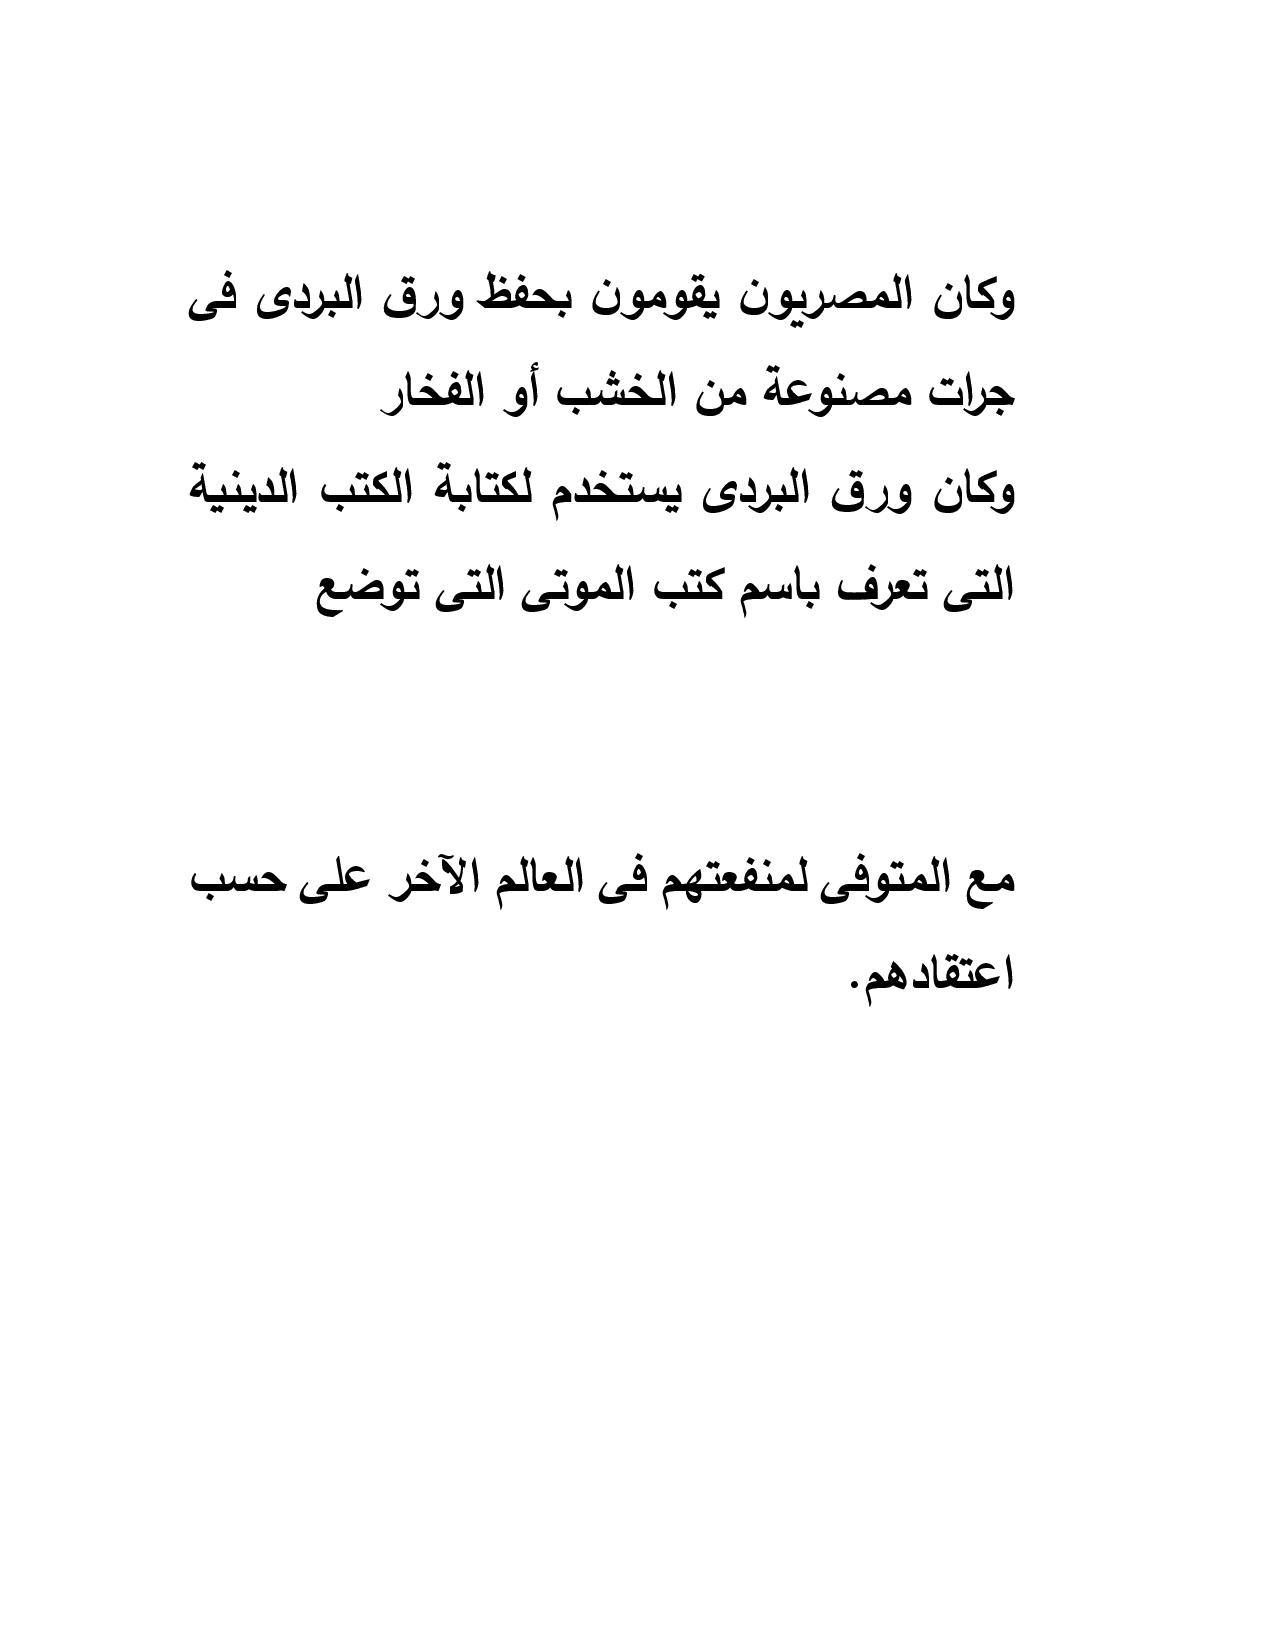 وكان المصريون يقومون بحفظ ورق البردى فى
جرات مصنوعة من الخشب أو الفخار
وكان ورق البردى يستخدم لكتابة الكتب الدينية
التى تعرف باسم كتب الموتى التى توضع
مع المتوفى لمنفعتهم فى العالم الآخر على حسب
اعتقادهم.